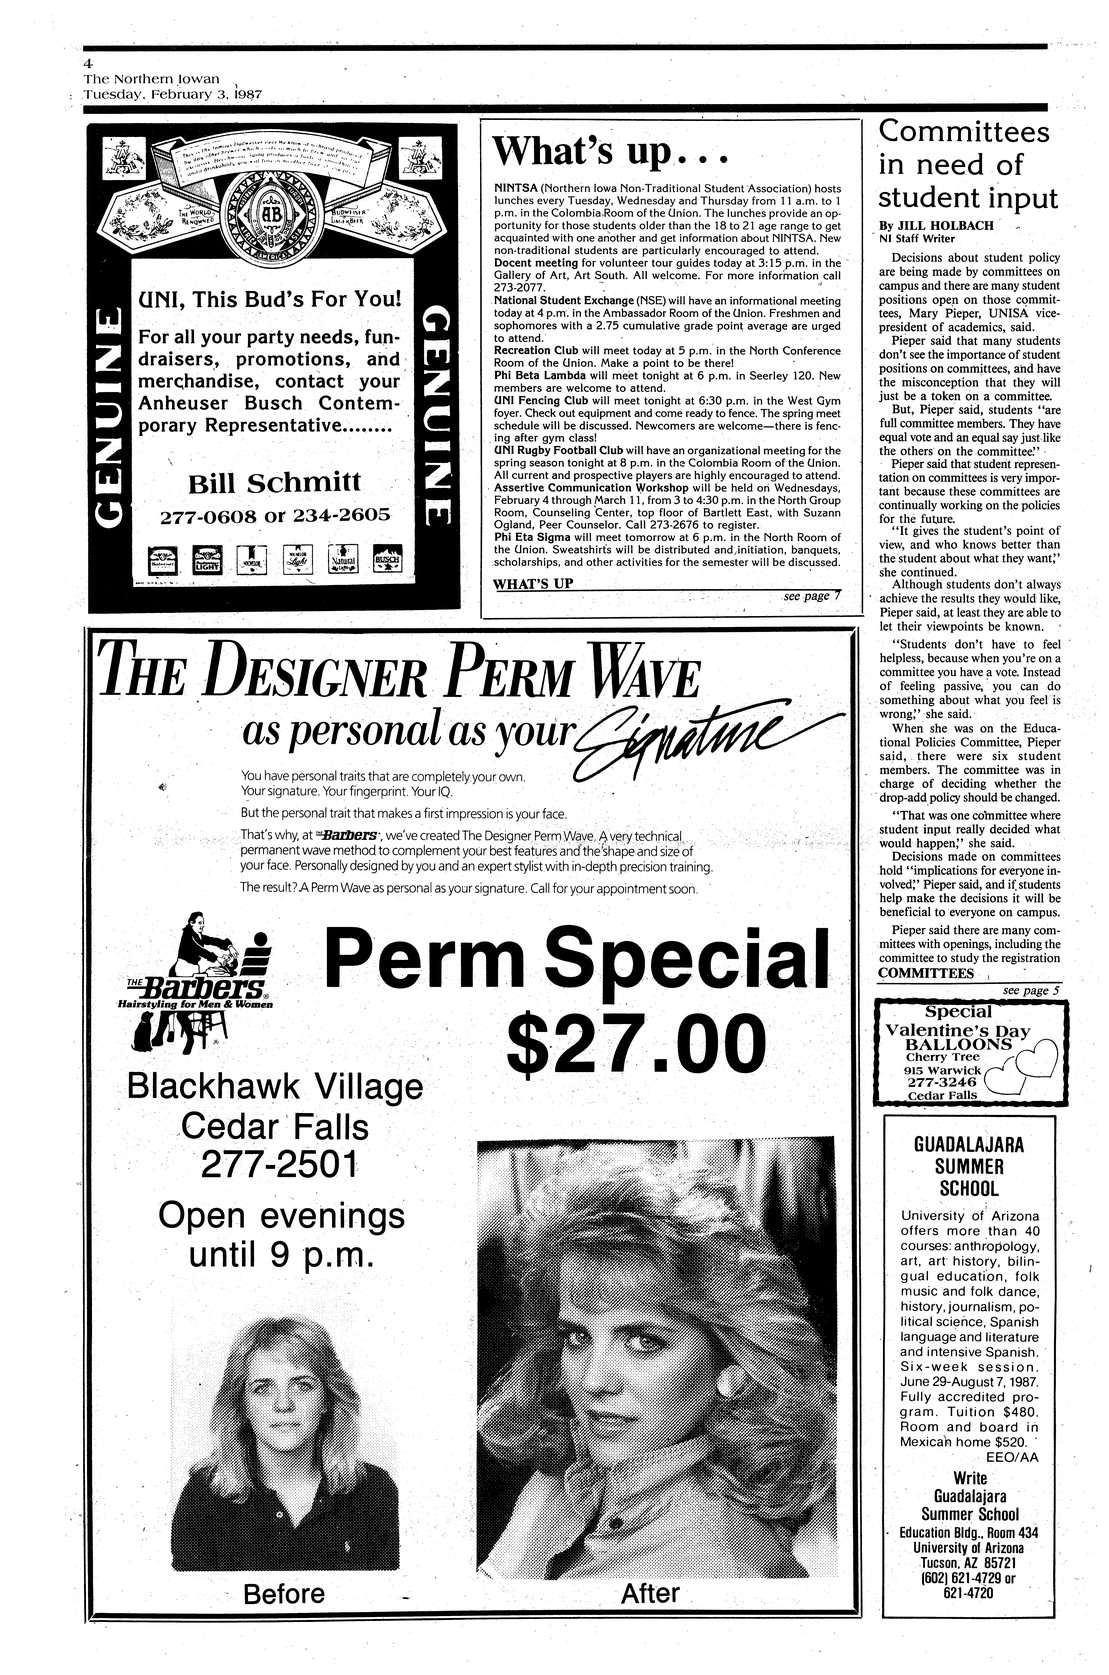 4
The Northern Iowan
Tuesday, February 3, 1987
THE WORLD
RENOWNED
AB
BUDWEISER
LAGER BEER
AMERICA
GENUINE
GENUINE
UNI, This Bud's For You!
For all your party needs, fun-
draisers, promotions, and
merchandise, contact your
Anheuser Busch Contem-
porary Representative........
Bill Schmitt
277-0608 or 234-2605
Budweiser
LIGHT
MICHELOB
MICHELOB
Light
Natural
Light
BUSCH
What's up...
NINTSA (Northern Iowa Non-Traditional Student Association) hosts
lunches every Tuesday, Wednesday and Thursday from 11 a.m. to 1
p.m. in the Colombia Room of the Union. The lunches provide an op-
portunity for those students older than the 18 to 21 age range to get
acquainted with one another and get information about NINTSA. New
non-traditional students are particularly encouraged to attend.
Docent meeting for volunteer tour guides today at 3:15 p.m. in the
Gallery of Art, Art South. All welcome. For more information call
273-2077.
National Student Exchange (NSE) will have an informational meeting
today at 4 p.m. in the Ambassador Room of the Union. Freshmen and
sophomores with a 2.75 cumulative grade point average are urged
to attend.
Recreation Club will meet today at 5 p.m. in the North Conference
Room of the Union. Make a point to be there!
Phi Beta Lambda will meet tonight at 6 p.m. in Seerley 120. New
members are welcome to attend.
UNI Fencing Club will meet tonight at 6:30 p.m. in the West Gym
foyer. Check out equipment and come ready to fence. The spring meet
schedule will be discussed. Newcomers are welcome—there is fenc-
ing after gym class!
UNI Rugby Football Club will have an organizational meeting for the
spring season tonight at 8 p.m. in the Colombia Room of the Union.
All current and prospective players are highly encouraged to attend.
Assertive Communication Workshop will be held on Wednesdays,
February 4 through March 11, from 3 to 4:30 p.m. in the North Group
Room, Counseling Center, top floor of Bartlett East, with Suzann
Ogland, Peer Counselor. Call 273-2676 to register.
Phi Eta Sigma will meet tomorrow at 6 p.m. in the North Room of
the Union. Sweatshirts will be distributed and initiation, banquets,
scholarships, and other activities for the semester will be discussed.
WHAT'S UP
see page 7
Committees
in need of
student input
By JILL HOLBACH
NI Staff Writer
Decisions about student policy
are being made by committees on
campus and there are many student
positions open on those commit-
tees, Mary Pieper, UNISA vice-
president of academics, said.
Pieper said that many students
don't see the importance of student
positions on committees, and have
the misconception that they will
just be a token on a committee.
But, Pieper said, students "are
full committee members. They have
equal vote and an equal say just like
the others on the committee."
Pieper said that student represen-
tation on committees is very impor-
tant because these committees are
continually working on the policies
for the future.
"It gives the student's point of
view, and who knows better than
the student about what they want,"
she continued.
Although students don't always
achieve the results they would like,
Pieper said, at least they are able to
let their viewpoints be known.
"Students don't have to feel
helpless, because when you're on a
committee you have a vote. Instead
of feeling passive, you can do
something about what you feel is
wrong," she said.
When she was on the Educa-
tional Policies Committee, Pieper
said, there were six student
members. The committee was in
charge of deciding whether the
drop-add policy should be changed.
"That was one committee where
student input really decided what
would happen," she said.
Decisions made on committees
hold "implications for everyone in-
volved," Pieper said, and if students
help make the decisions it will be
beneficial to everyone on campus.
Pieper said there are many com-
mittees with openings, including the
committee to study the registration
COMMITTEES
see page 5
THE DESIGNER PERM WAVE
as personal as your Signature
You have personal traits that are completely your own.
Your signature. Your fingerprint. Your IQ.
But the personal trait that makes a first impression is your face.
That's why, at The Barbers, we've created The Designer Perm Wave. A very technical
permanent wave method to complement your best features and the shape and size of
your face. Personally designed by you and an expert stylist with in-depth precision training.
The result? A Perm Wave as personal as your signature. Call for your appointment soon.
THE Barbers®
Hairstyling for Men & Women
Perm Special
$27.00
Blackhawk Village
Cedar Falls
277-2501
Open evenings
until 9 p.m.
Before
After
Special
Valentine's Day
BALLOONS
Cherry Tree
915 Warwick
277-3246
Cedar Falls
GUADALAJARA
SUMMER
SCHOOL
University of Arizona
offers more than 40
courses: anthropology,
art, art history, bilin-
gual education, folk
music and folk dance,
history, journalism, po-
litical science, Spanish
language and literature
and intensive Spanish.
Six-week session.
June 29-August 7, 1987.
Fully accredited pro-
gram. Tuition $480.
Room and board in
Mexican home $520.
EEO/AA
Write
Guadalajara
Summer School
Education Bldg., Room 434
University of Arizona
Tucson, AZ 85721
(602) 621-4729 or
621-4720